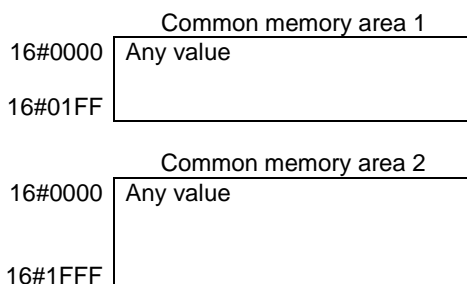 Common memory area 1
16#0000 Any value
16#01FF
Common memory area 2
16#0000 Any value
16#1FFF